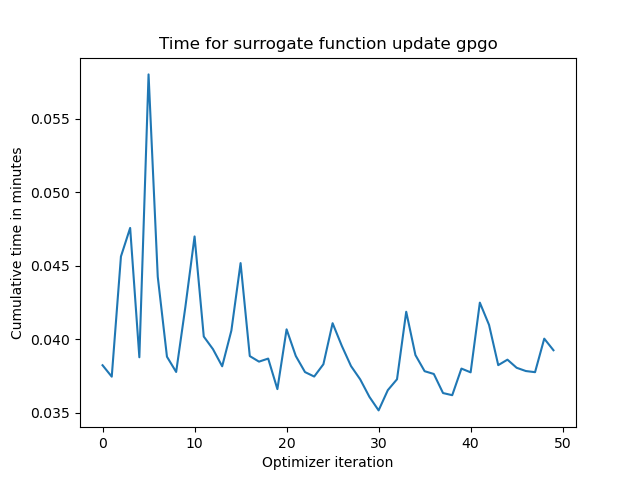 Time for surrogate function update gpgo
Cumulative time in minutes
0.055
0.050
0.045
0.040
0.035
0 10 20 30 40 50
Optimizer iteration